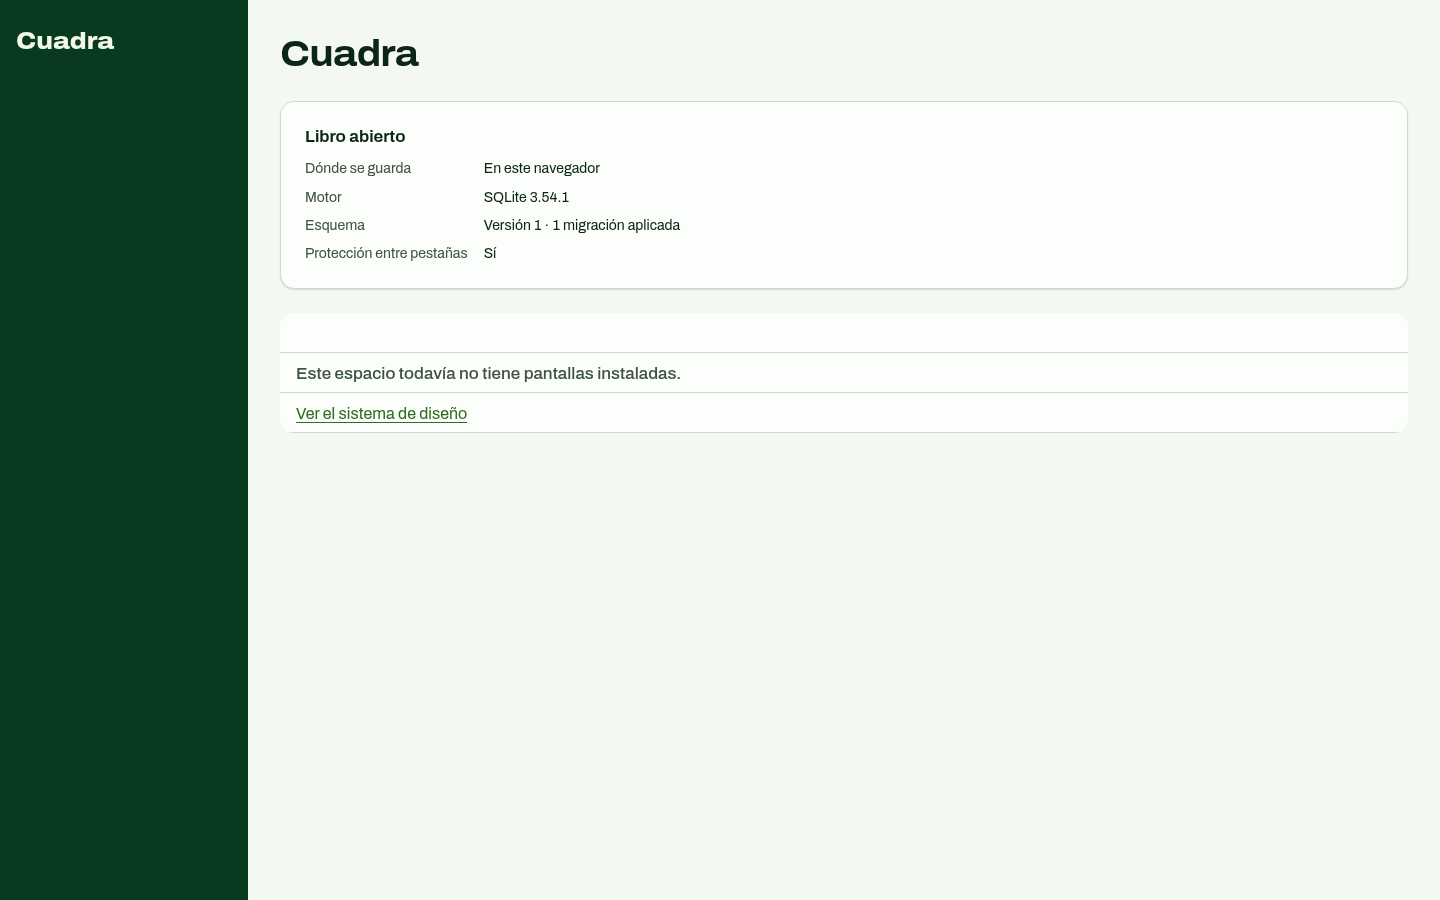 Cuadra
Cuadra
Libro abierto
Dónde se guarda En este navegador
Motor SQLite 3.54.1
Esquema Versión 1 · 1 migración aplicada
Protección entre pestañas Sí
Este espacio todavía no tiene pantallas instaladas.
Ver el sistema de diseño